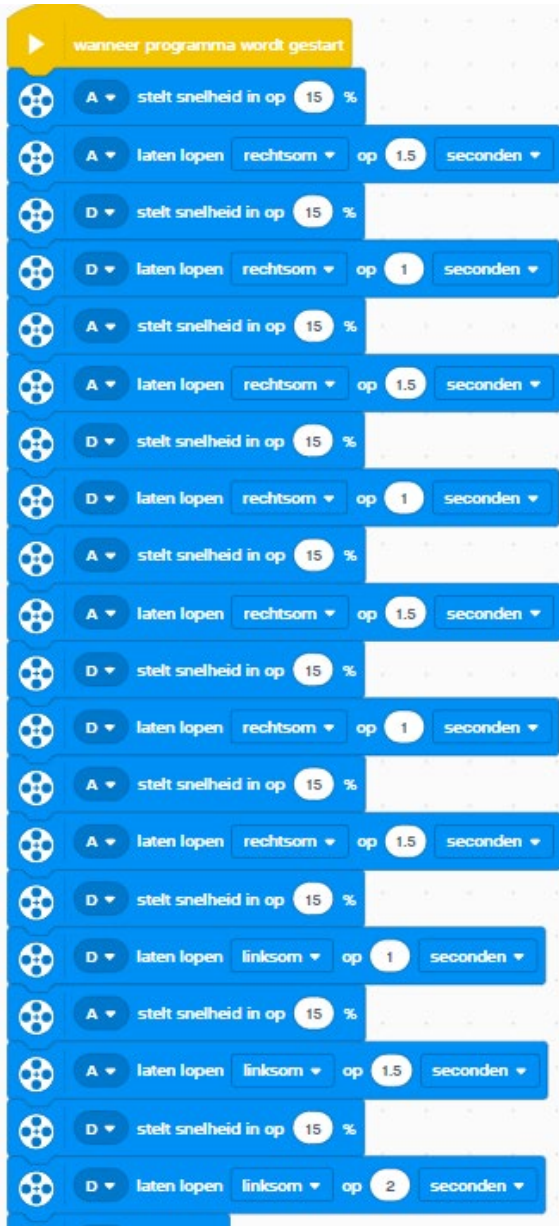 wanneer programma wordt gestart
A stelt snelheid in op 15 %
A laten lopen rechtsom op 1.5 seconden
D stelt snelheid in op 15 %
D laten lopen rechtsom op 1 seconden
A stelt snelheid in op 15 %
A laten lopen rechtsom op 1.5 seconden
D stelt snelheid in op 15 %
D laten lopen rechtsom op 1 seconden
A stelt snelheid in op 15 %
A laten lopen rechtsom op 1.5 seconden
D stelt snelheid in op 15 %
D laten lopen rechtsom op 1 seconden
A stelt snelheid in op 15 %
A laten lopen rechtsom op 1.5 seconden
D stelt snelheid in op 15 %
D laten lopen linksom op 1 seconden
A stelt snelheid in op 15 %
A laten lopen linksom op 1.5 seconden
D stelt snelheid in op 15 %
D laten lopen linksom op 2 seconden